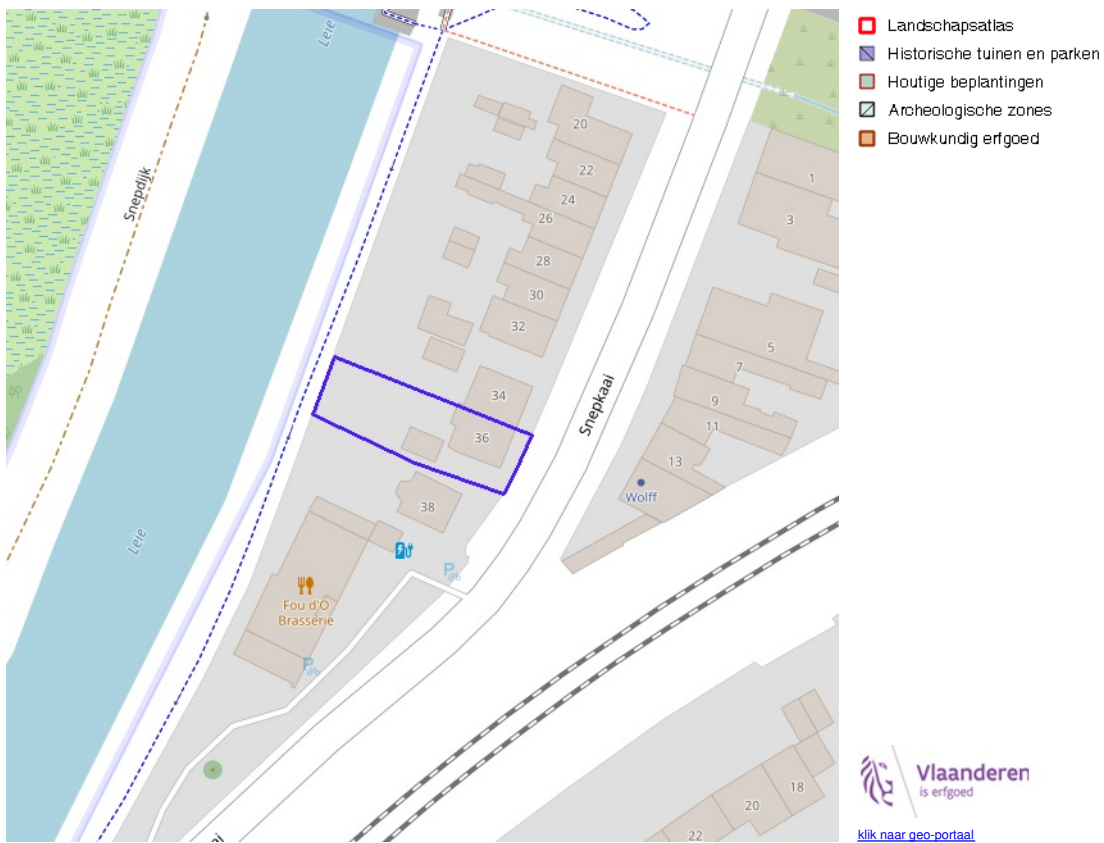 Landschapsatlas
Historische tuinen en parken
Houtige beplantingen
Archeologische zones
Bouwkundig erfgoed
Leie
Snepdijk
20
22
24
26
28
30
32
34
36
38
1
3
5
7
9
11
13
Wolff
Snepkaai
Leie
Fou d'O
Brasserie
P
P
20
18
22
Vlaanderen
is erfgoed
klik naar geo-portaal